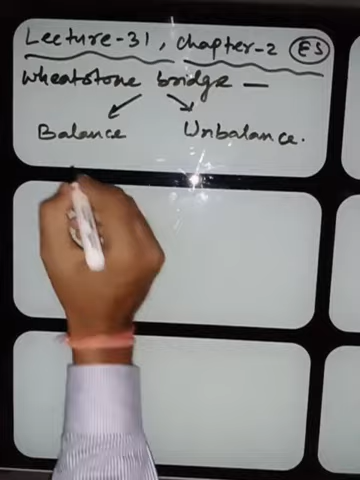 Lecture-31, Chapter-2 ES
Wheatstone bridge —
Balance Unbalance.